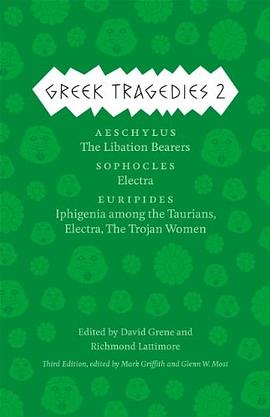 GREEK TRAGEDIES 2
AESCHYLUS
The Libation Bearers
SOPHOCLES
Electra
EURIPIDES
Iphigenia among the Taurians,
Electra, The Trojan Women
Edited by David Grene and
Richmond Lattimore
Third Edition, edited by Mark Griffith and Glenn W. Most